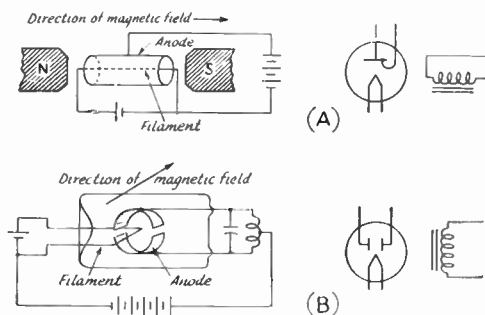 Direction of magnetic field
Anode
N
S
Filament
(A)
Direction of magnetic field
Filament
Anode
(B)